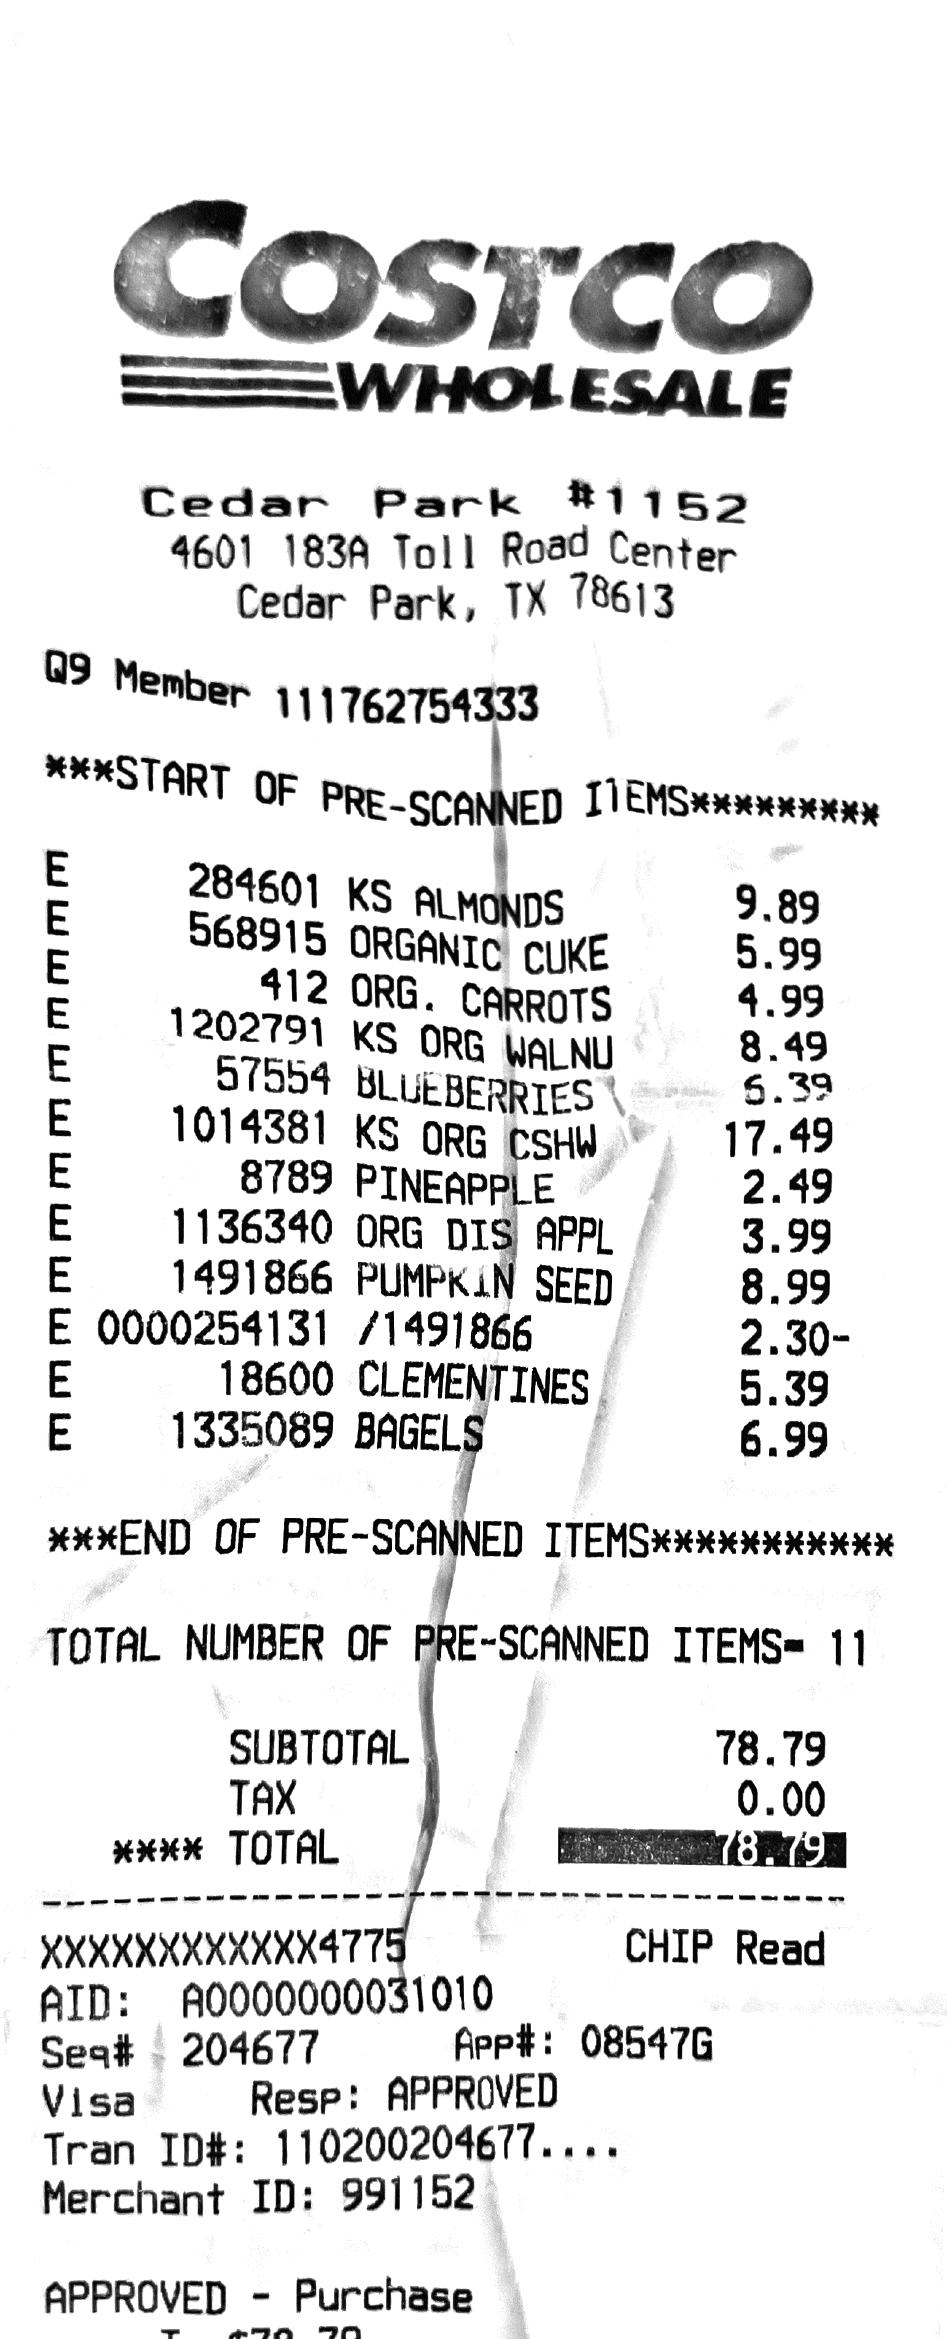 COSTCO
WHOLESALE
Cedar Park #1152
4601 183A Toll Road Center
Cedar Park, TX 78613
Q9 Member 111762754333
***START OF PRE-SCANNED ITEMS*********
E 284601 KS ALMONDS 9.89
E 568915 ORGANIC CUKE 5.99
E 412 ORG. CARROTS 4.99
E 1202791 KS ORG WALNU 8.49
E 57554 BLUEBERRIES 6.39
E 1014381 KS ORG CSHW 17.49
E 8789 PINEAPPLE 2.49
E 1136340 ORG DIS APPL 3.99
E 1491866 PUMPKIN SEED 8.99
E 0000254131 /1491866 2.30-
E 18600 CLEMENTINES 5.39
E 1335089 BAGELS 6.99
***END OF PRE-SCANNED ITEMS***********
TOTAL NUMBER OF PRE-SCANNED ITEMS= 11
SUBTOTAL 78.79
TAX 0.00
**** TOTAL 78.79
XXXXXXXXXXXX4775 CHIP Read
AID: A0000000031010
Seq# 204677 App#: 08547G
Visa Resp: APPROVED
Tran ID#: 110200204677....
Merchant ID: 991152
APPROVED - Purchase
$78.79